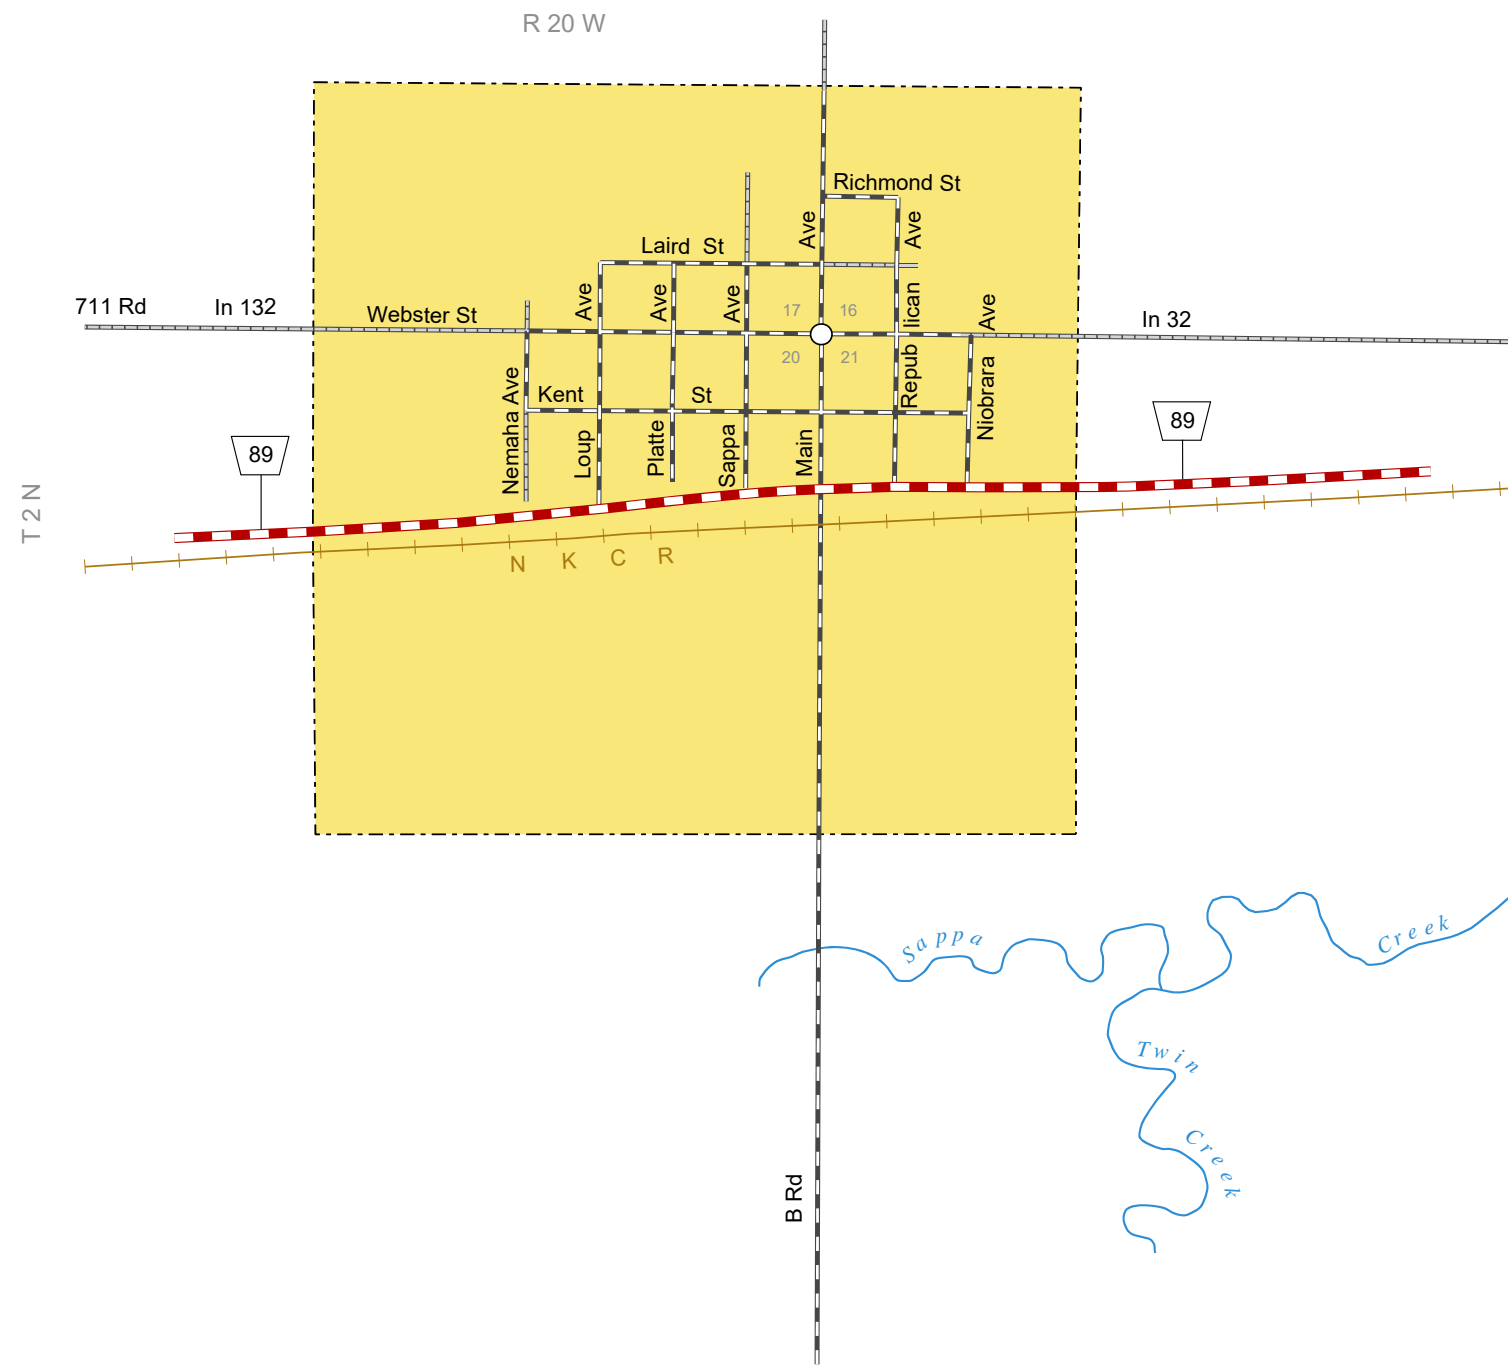 R 20 W
Richmond St
Ave
Ave
Laird St
711 Rd
In 132
Webster St
Ave
Ave
Ave
17
16
lican
Ave
In 32
20
21
Repub
Niobrara
Nemaha Ave
Kent
St
89
89
Loup
Platte
Sappa
Main
T 2 N
N K C R
Sappa
Creek
Twin
Creek
B Rd